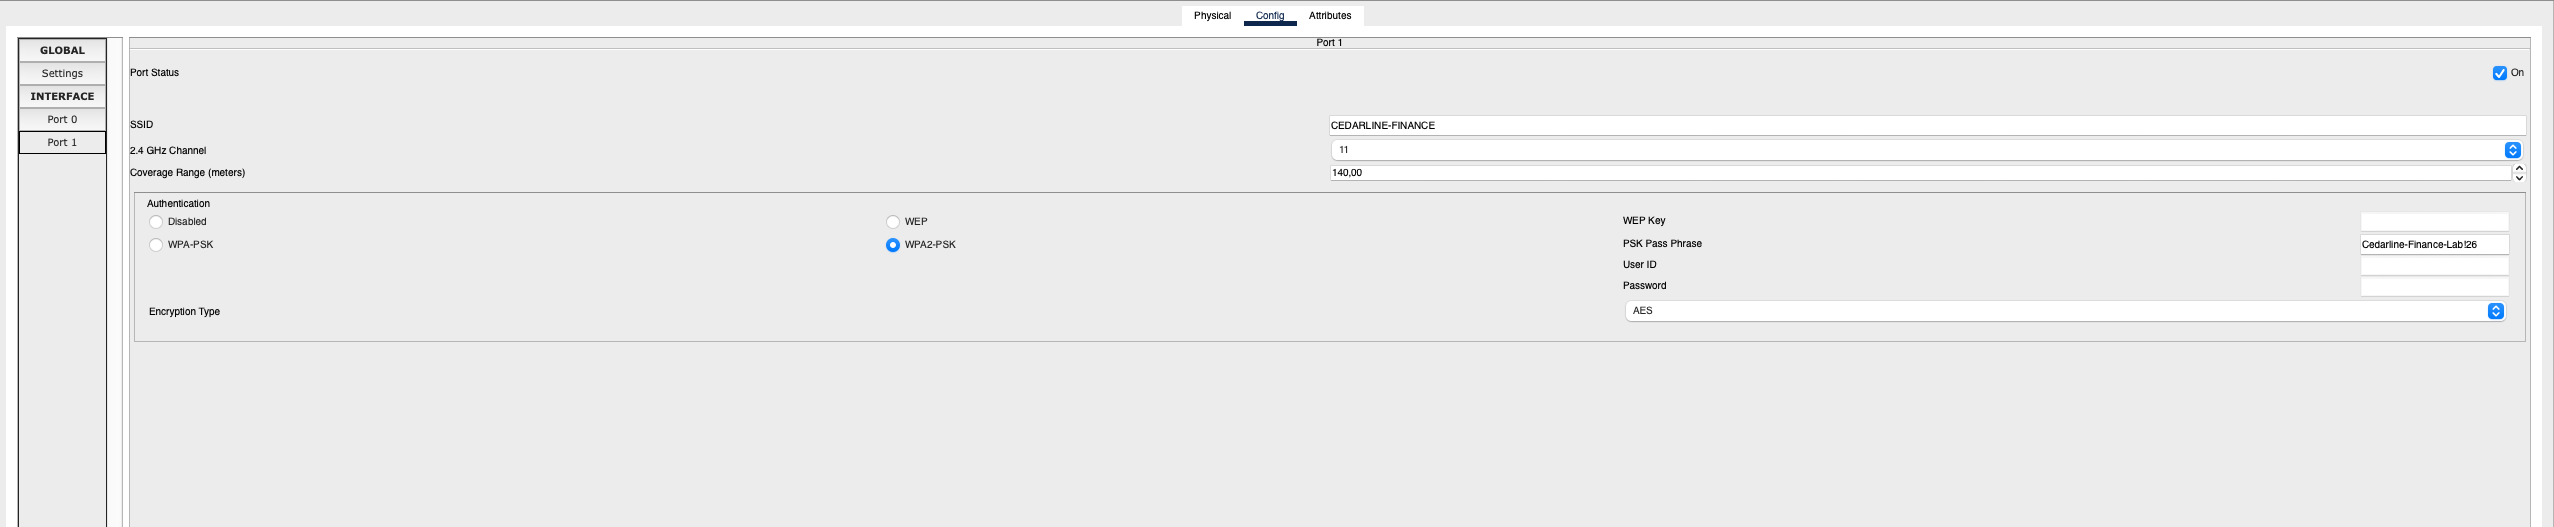 Physical Config Attributes
GLOBAL
Settings
INTERFACE
Port 0
Port 1
Port 1
Port Status On
SSID CEDARLINE-FINANCE
2.4 GHz Channel 11
Coverage Range (meters) 140,00
Authentication
Disabled WEP WEP Key
WPA-PSK WPA2-PSK PSK Pass Phrase Cedarline-Finance-Lab!26
User ID
Password
Encryption Type AES